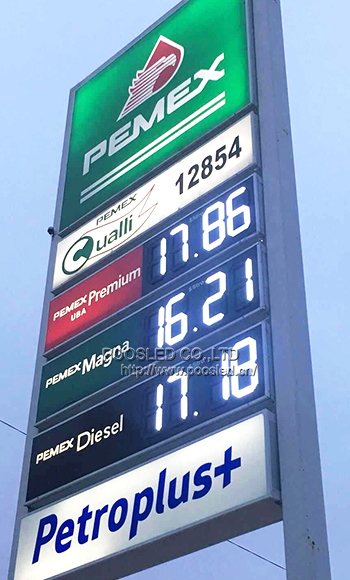 PEMEX
PEMEX
Qualli
12854
PEMEX Premium
UBA
17.86
PEMEX Magna
16.21
POOSLED CO.,LTD
http://www.poosled.cn/
PEMEX Diesel
17.18
Petroplus+